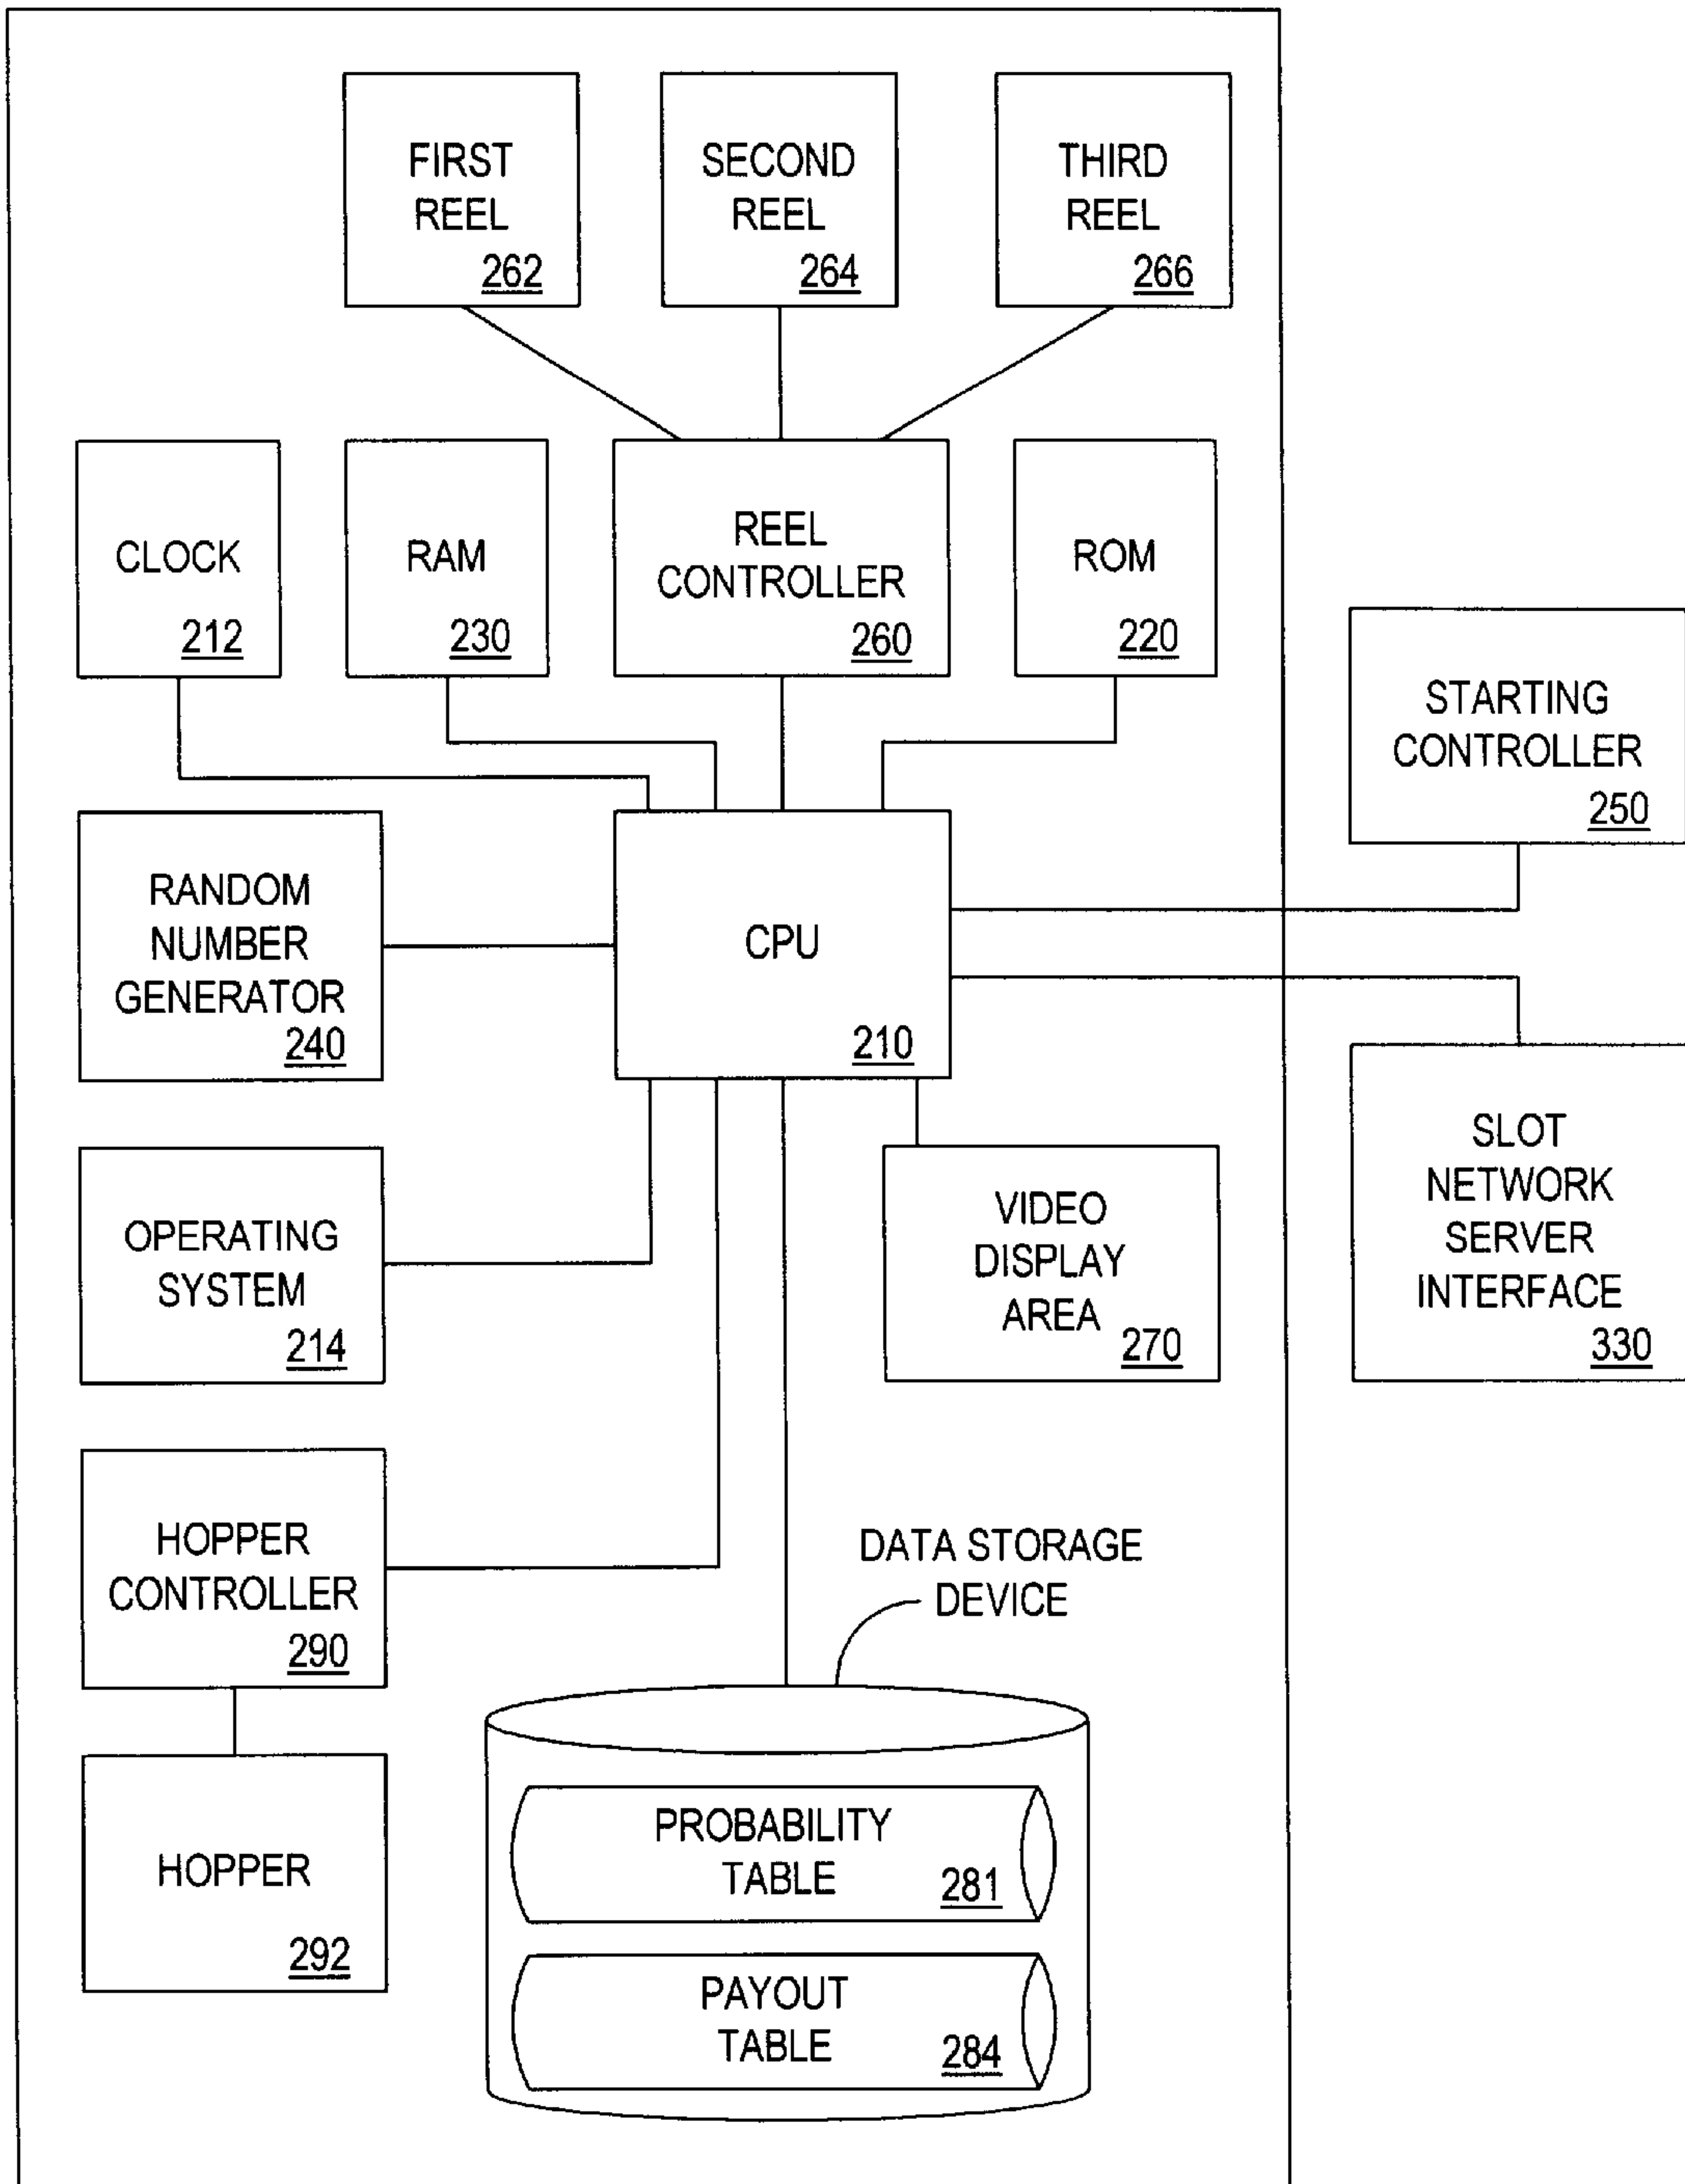 FIRST
REEL
262
SECOND
REEL
264
THIRD
REEL
266
CLOCK
212
RAM
230
REEL
CONTROLLER
260
ROM
220
STARTING
CONTROLLER
250
RANDOM
NUMBER
GENERATOR
240
CPU
210
OPERATING
SYSTEM
214
VIDEO
DISPLAY
AREA
270
SLOT
NETWORK
SERVER
INTERFACE
330
HOPPER
CONTROLLER
290
DATA STORAGE
DEVICE
HOPPER
292
PROBABILITY
TABLE
281
PAYOUT
TABLE
284